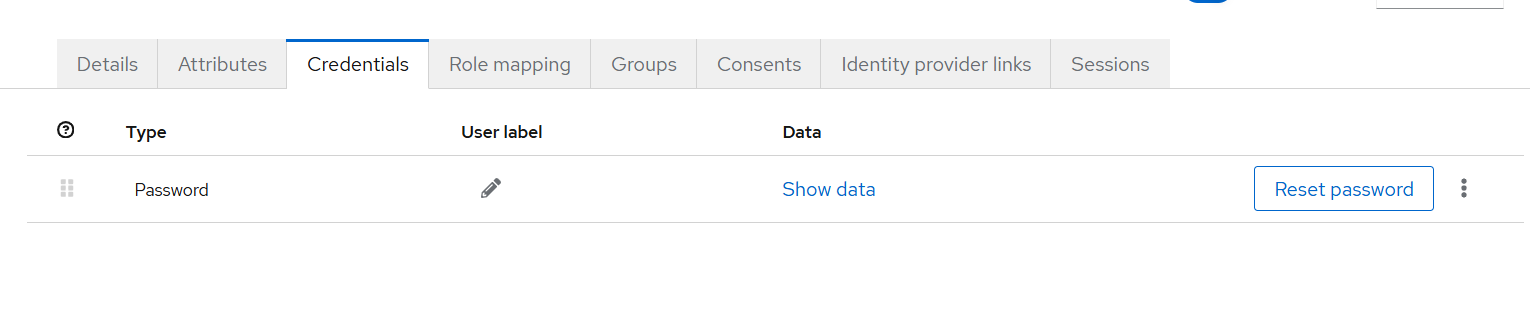 Details Attributes Credentials Role mapping Groups Consents Identity provider links Sessions
Type User label Data
Password Show data Reset password